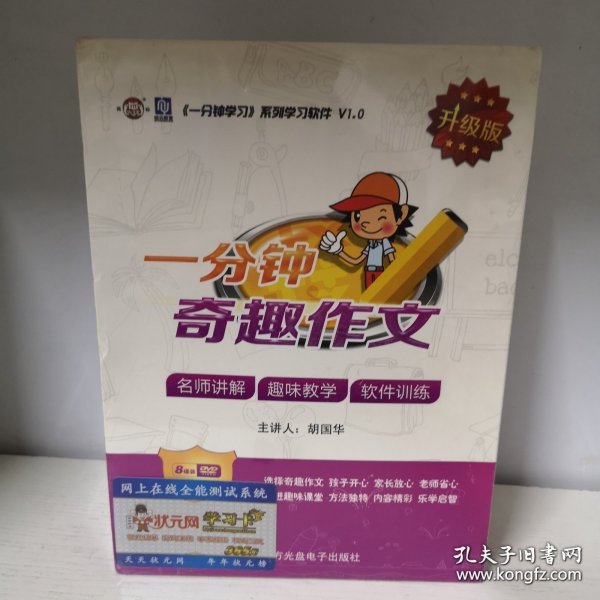 《一分钟学习》系列学习软件 V1.0
升级版
一分钟
奇趣作文
名师讲解 趣味教学 软件训练
主讲人：胡国华
8碟装 DVD
选择奇趣作文 孩子开心 家长放心 老师省心
进趣味课堂 方法独特 内容精彩 乐学启智
网上在线全能测试系统
状元网 学习卡
天天状元网 年年状元榜
方光盘电子出版社
孔夫子旧书网
www.kongfz.com